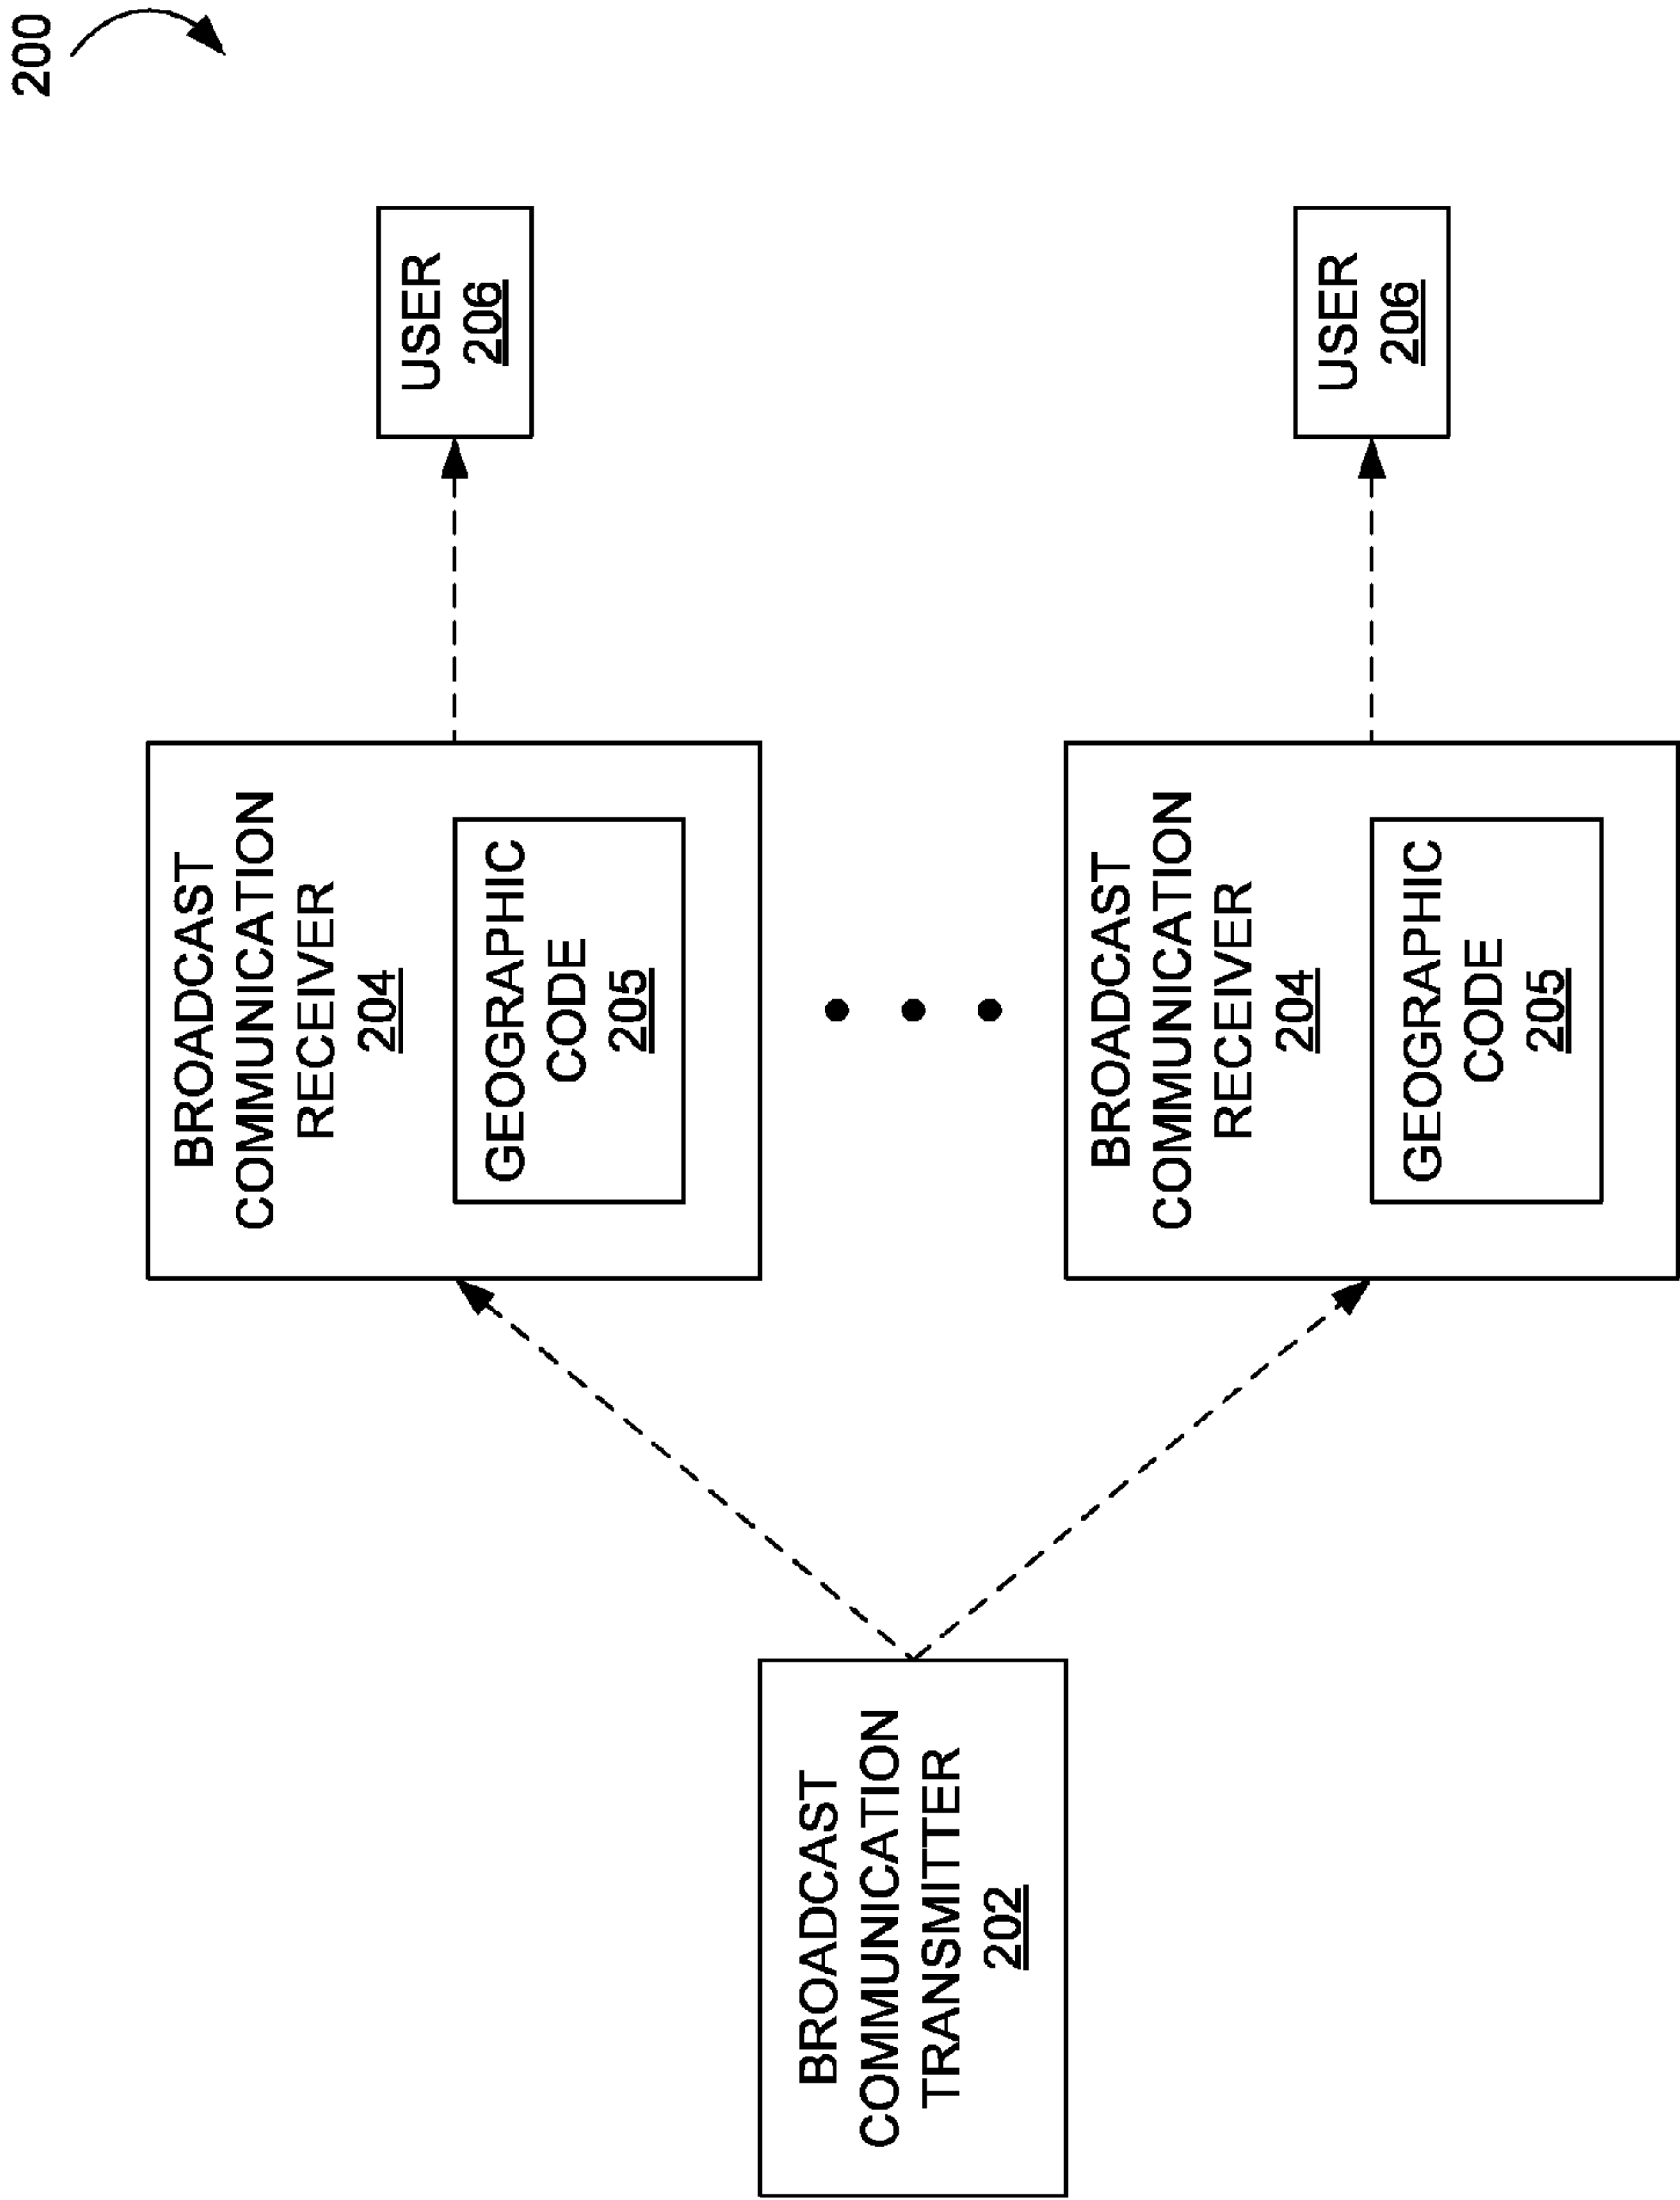 200
BROADCAST
COMMUNICATION
TRANSMITTER
202
BROADCAST
COMMUNICATION
RECEIVER
204
GEOGRAPHIC
CODE
205
USER
206
BROADCAST
COMMUNICATION
RECEIVER
204
GEOGRAPHIC
CODE
205
USER
206